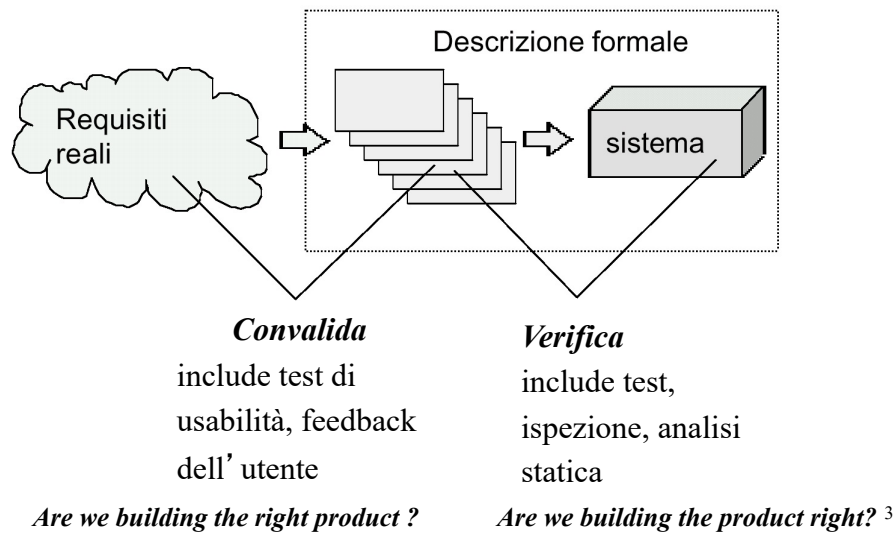 Descrizione formale
Requisiti
reali
sistema
Convalida
include test di
usabilità, feedback
dell’ utente
Verifica
include test,
ispezione, analisi
statica
Are we building the right product ?
Are we building the product right? 3